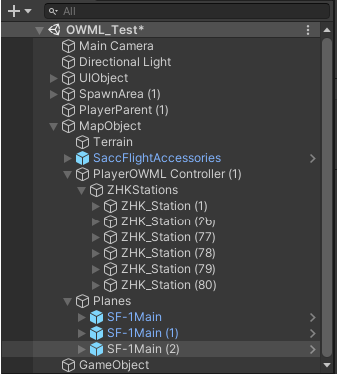 All
OWML_Test*
Main Camera
Directional Light
UIObject
SpawnArea (1)
PlayerParent (1)
MapObject
Terrain
SaccFlightAccessories
PlayerOWML Controller (1)
ZHKStations
ZHK_Station (1)
ZHK_Station (76)
ZHK_Station (77)
ZHK_Station (78)
ZHK_Station (79)
ZHK_Station (80)
Planes
SF-1Main
SF-1Main (1)
SF-1Main (2)
GameObject